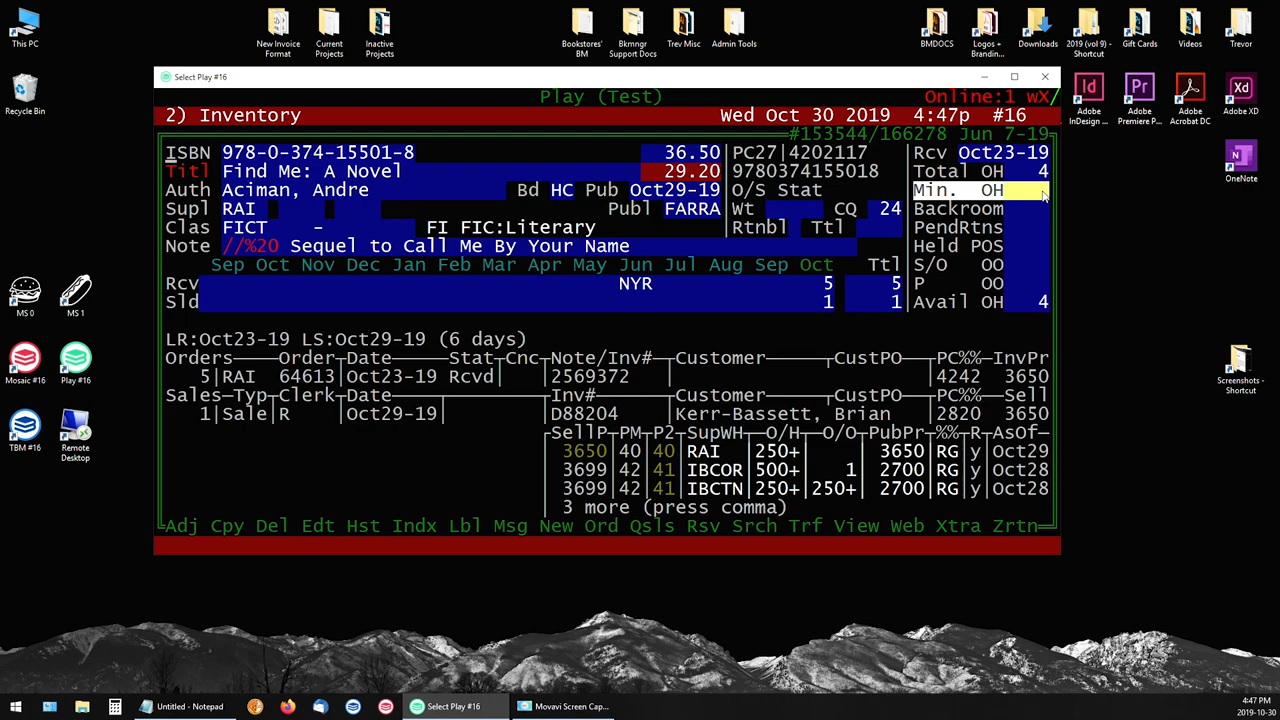 This PC
Recycle Bin
MS 0
MS 1
Mosaic #16
Play #16
TBM #16
Remote
Desktop
New Invoice
Format
Current
Projects
Inactive
Projects
Bookstores'
BM
Bkmngr
Support Docs
Trev Misc
Admin Tools
BMDOCS
Logos +
Brandin...
Downloads
2019 (vol 9) -
Shortcut
Gift Cards
Videos
Trevor
Adobe
InDesign ...
Adobe
Premiere P...
Adobe
Acrobat DC
Adobe XD
OneNote
Screenshots -
Shortcut
Select Play #16
Play (Test) Online:1 wX/
2) Inventory Wed Oct 30 2019 4:47p #16
#153544/166278 Jun 7-19
ISBN 978-0-374-15501-8 36.50 PC27|4202117 Rcv Oct23-19
Titl Find Me: A Novel 29.20 9780374155018 Total OH 4
Auth Aciman, Andre Bd HC Pub Oct29-19 O/S Stat Min. OH
Supl RAI Publ FARRA Wt CQ 24 Backroom
Clas FICT - FI FIC:Literary Rtnbl Ttl PendRtns
Note //%20 Sequel to Call Me By Your Name Held POS
Sep Oct Nov Dec Jan Feb Mar Apr May Jun Jul Aug Sep Oct Ttl S/O OO
Rcv NYR 5 5 P OO
Sld 1 1 Avail OH 4
LR:Oct23-19 LS:Oct29-19 (6 days)
Orders Order Date Stat Cnc Note/Inv# Customer CustPO PC%% InvPr
5|RAI 64613|Oct23-19 Rcvd| |2569372 | |4242 3650
Sales Typ Clerk Date Inv# Customer CustPO PC%% Sell
1|Sale|R |Oct29-19| |D88204 |Kerr-Bassett, Brian |2820 3650
SellP PM P2 SupWH O/H O/O PubPr %% R AsOf
3650|40|40|RAI |250+| | 3650|RG|y|Oct29
3699|42|41|IBCOR|500+| 1| 2700|RG|y|Oct28
3699|42|41|IBCTN|250+|250+| 2700|RG|y|Oct28
3 more (press comma)
Adj Cpy Del Edt Hst Indx Lbl Msg New Ord Qsls Rsv Srch Trf View Web Xtra Zrtn
Untitled - Notepad
Select Play #16
Movavi Screen Cap...
4:47 PM
2019-10-30